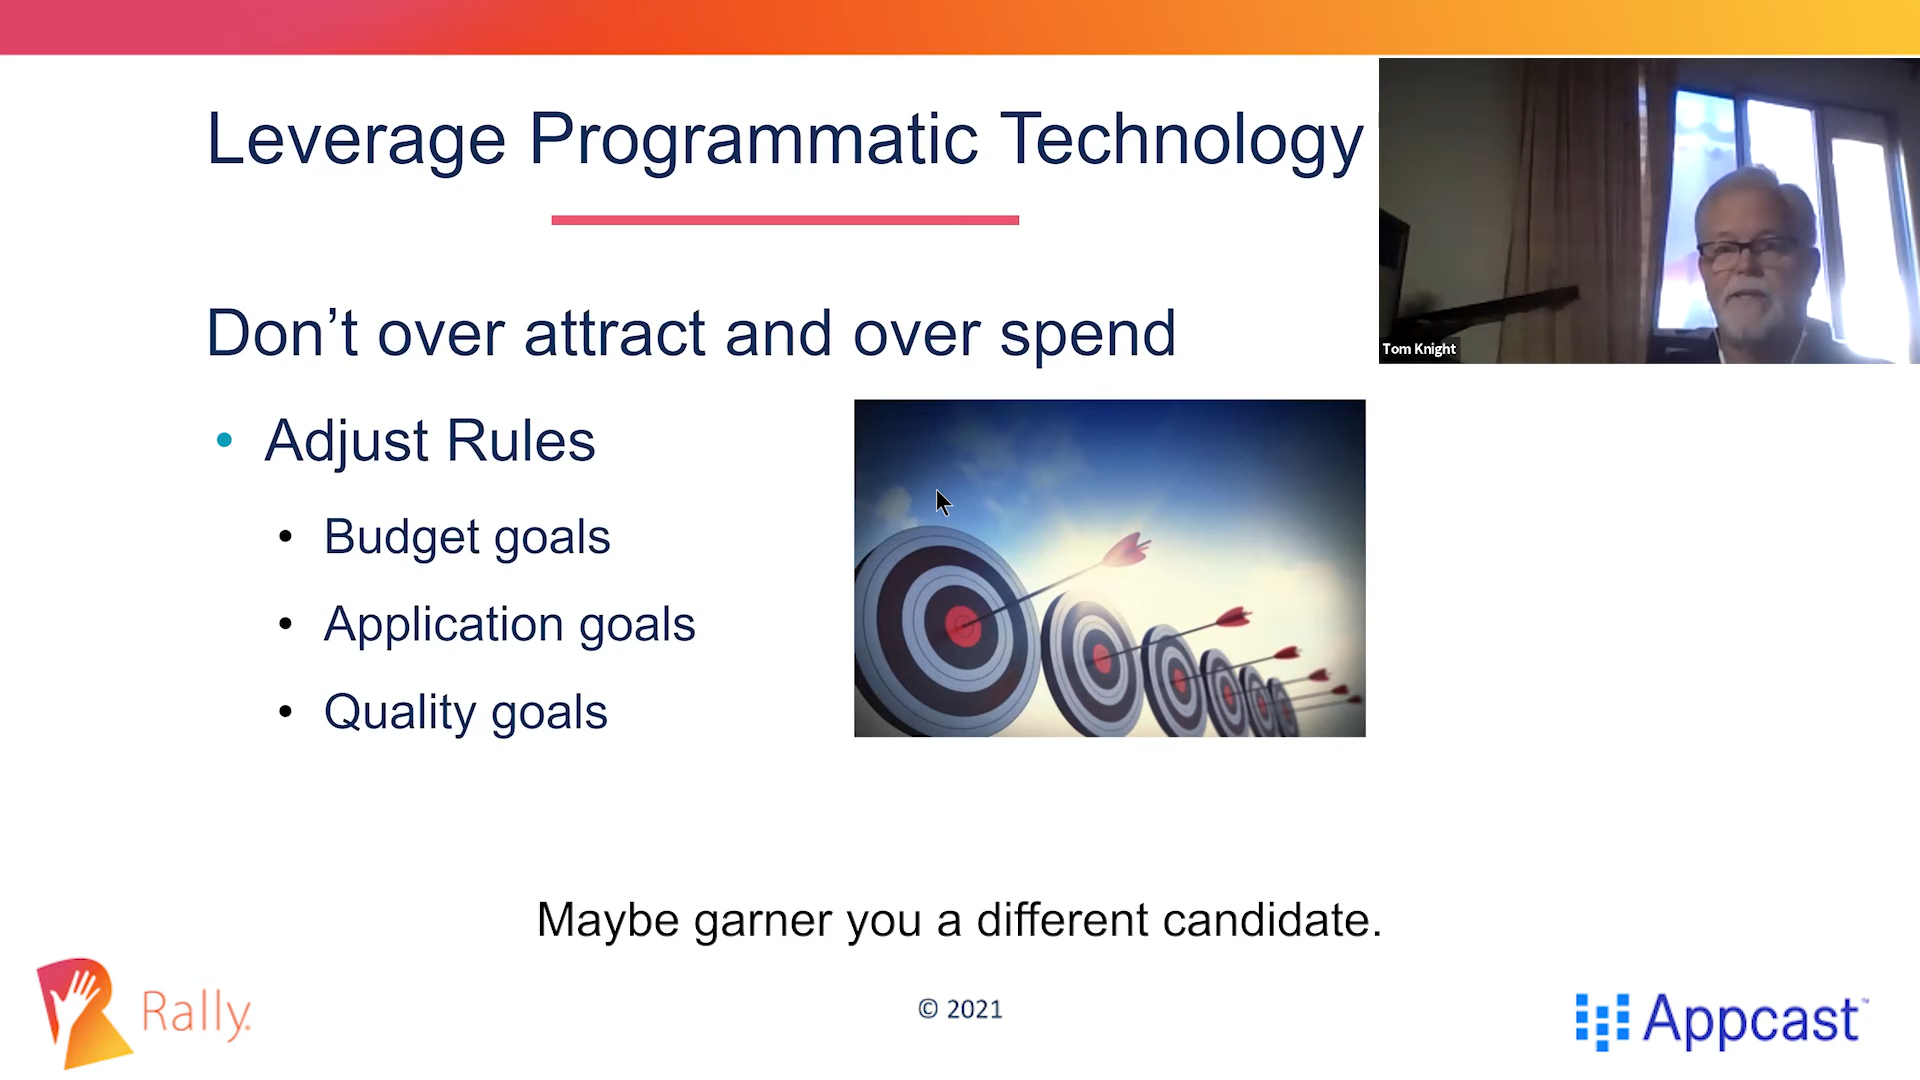 Leverage Programmatic Technology
Tom Knight
Don’t over attract and over spend
• Adjust Rules
• Budget goals
• Application goals
• Quality goals
Maybe garner you a different candidate.
Rally.
© 2021
Appcast™